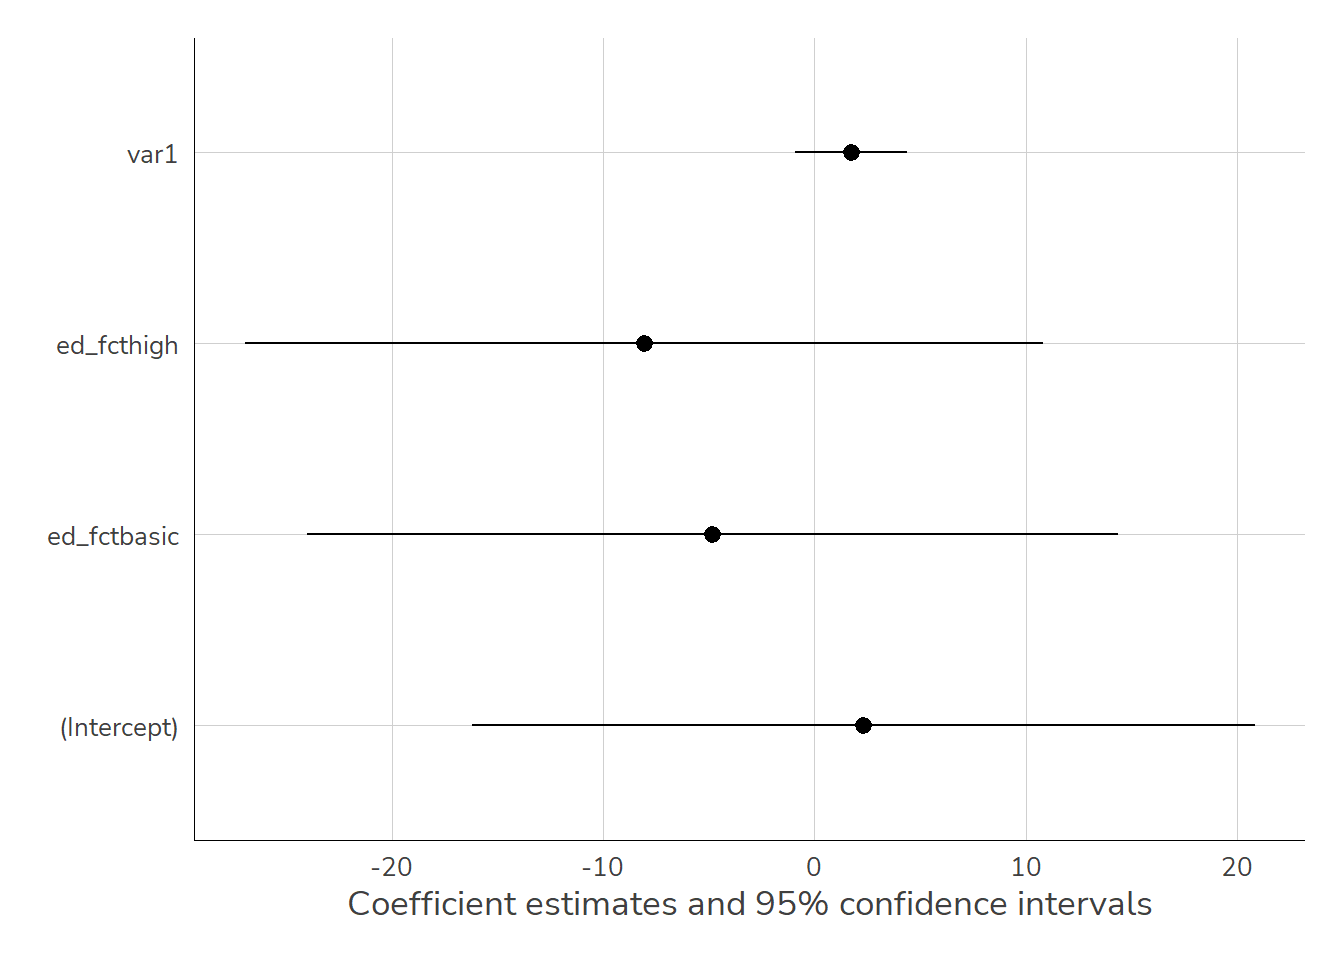 var1
ed_fcthigh
ed_fctbasic
(Intercept)
-20 -10 0 10 20
Coefficient estimates and 95% confidence intervals